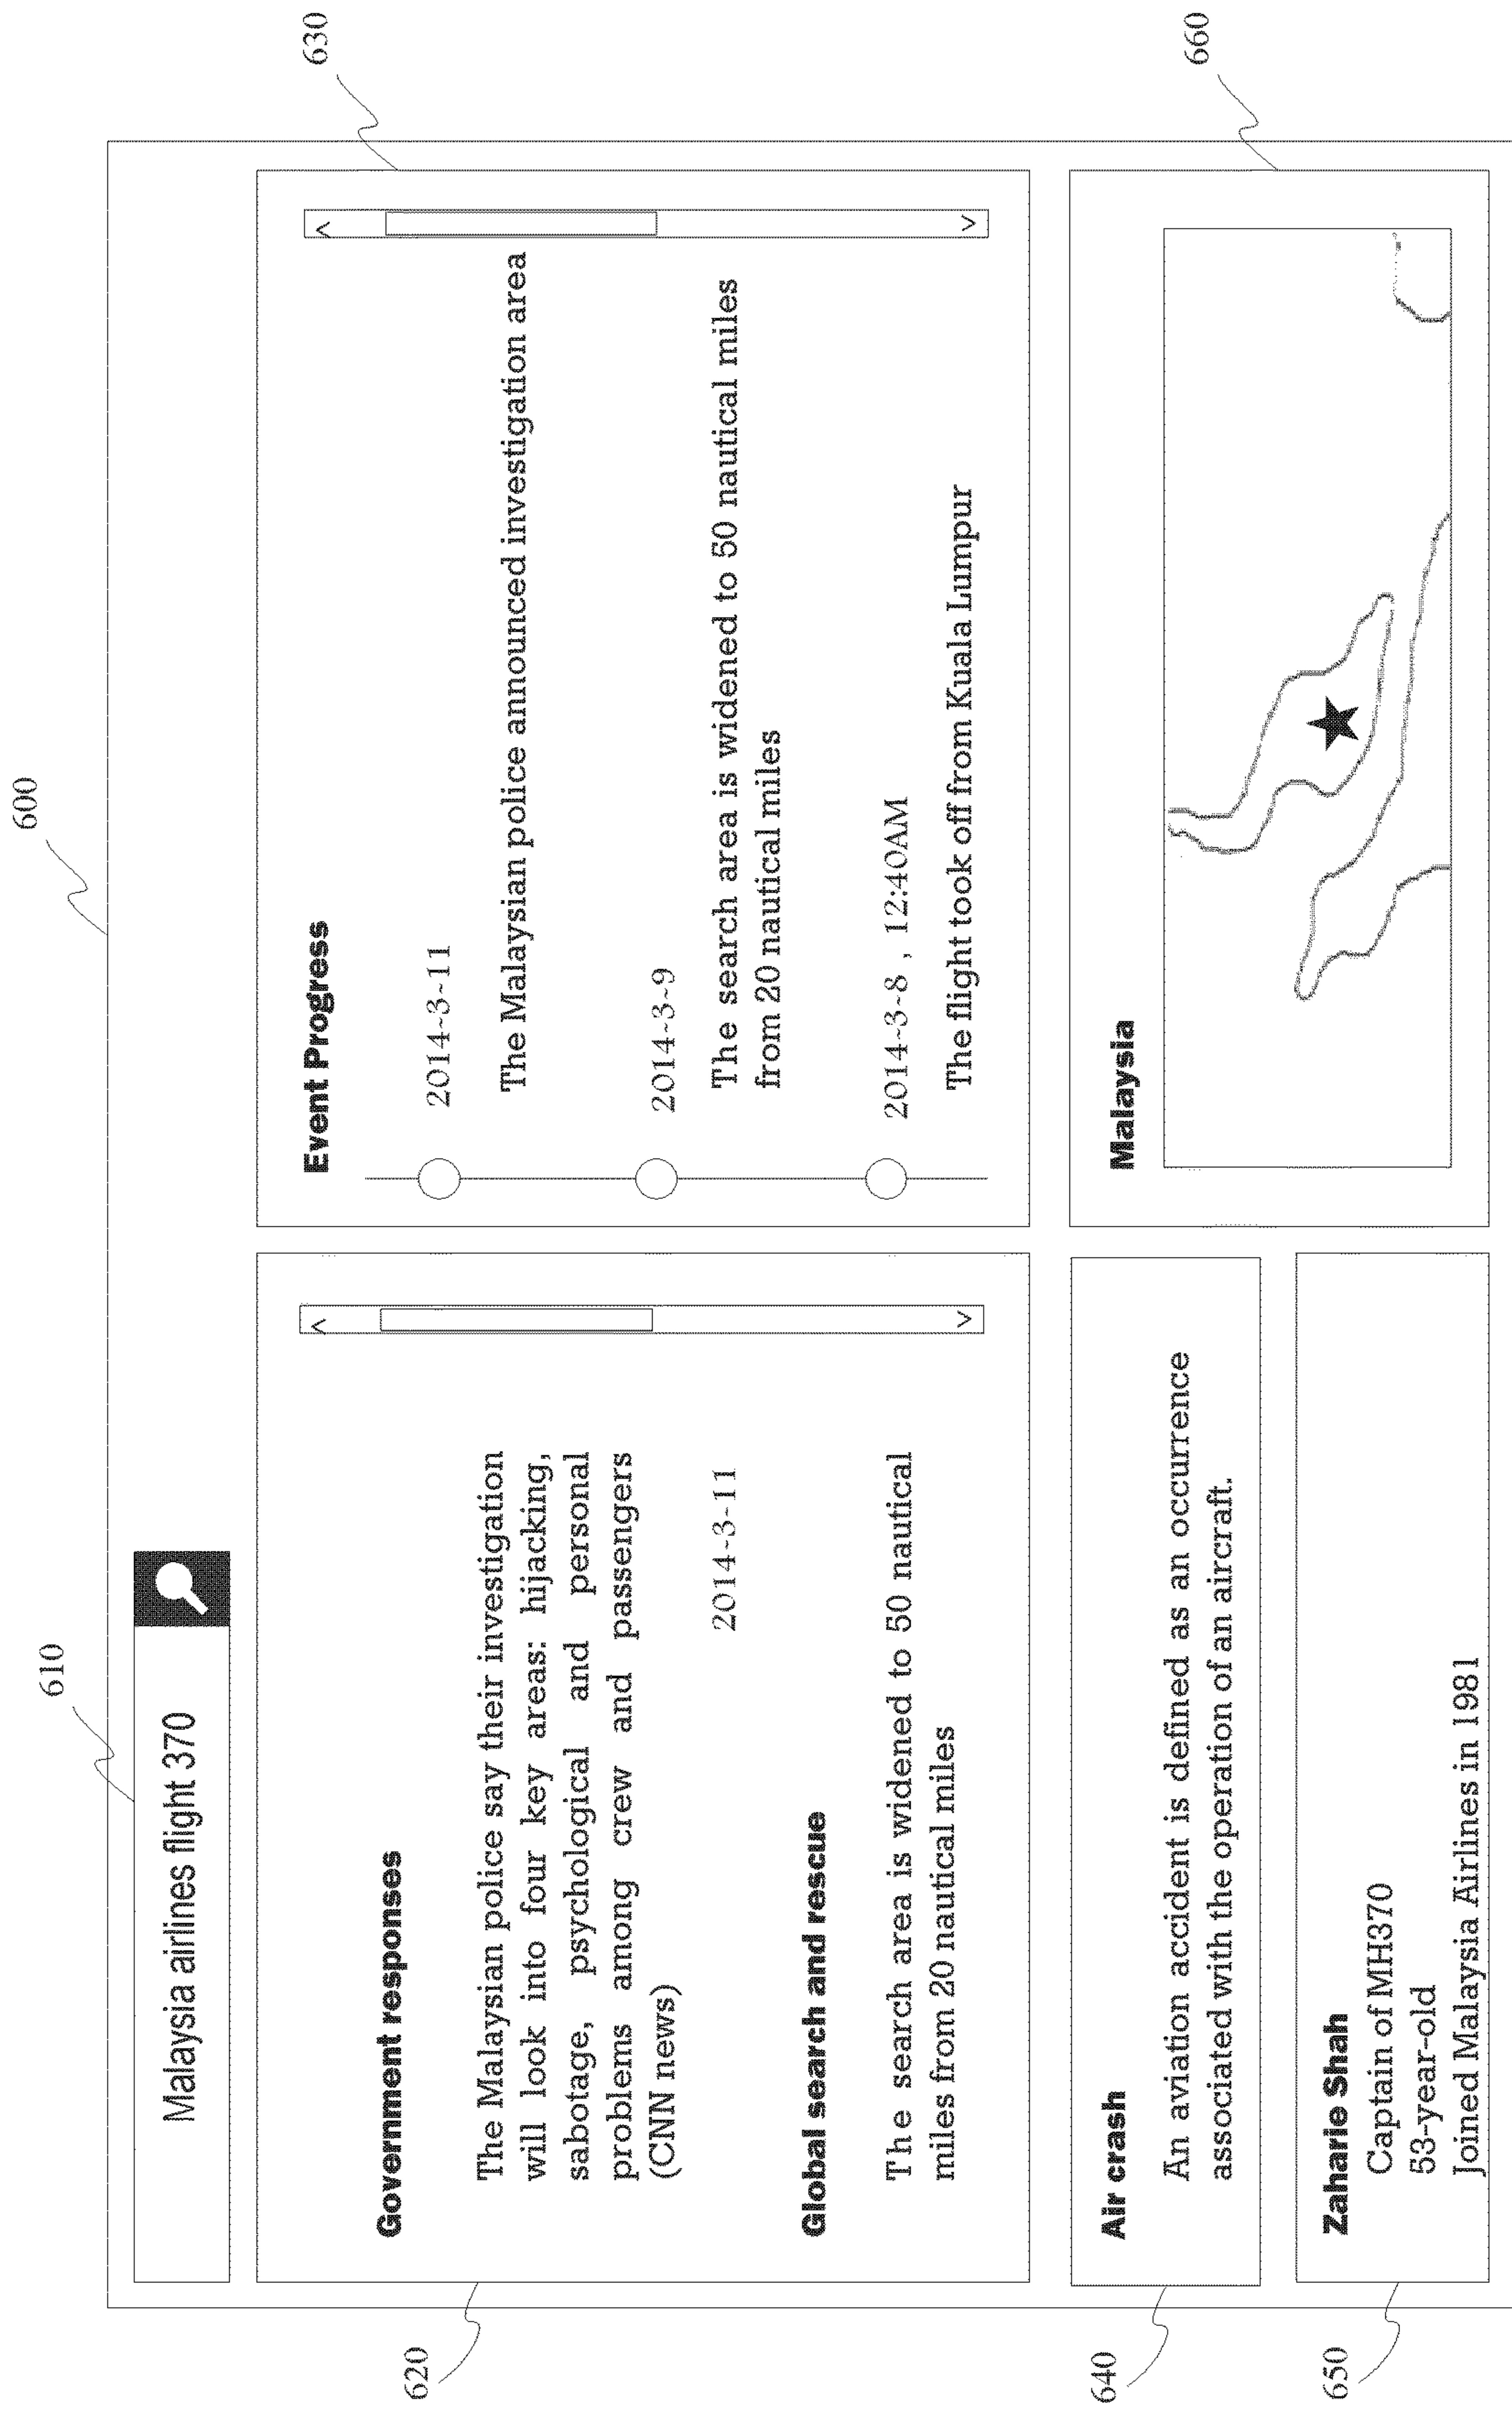 600
610
Malaysia airlines flight 370
620
Government responses
The Malaysian police say their investigation
will look into four key areas: hijacking,
sabotage, psychological and personal
problems among crew and passengers
(CNN news)
2014-3-11
Global search and rescue
The search area is widened to 50 nautical
miles from 20 nautical miles
630
Event Progress
2014-3-11
The Malaysian police announced investigation area
2014-3-9
The search area is widened to 50 nautical miles
from 20 nautical miles
2014-3-8 , 12:40AM
The flight took off from Kuala Lumpur
640
Air crash
An aviation accident is defined as an occurrence
associated with the operation of an aircraft.
650
Zaharie Shah
Captain of MH370
53-year-old
Joined Malaysia Airlines in 1981
660
Malaysia